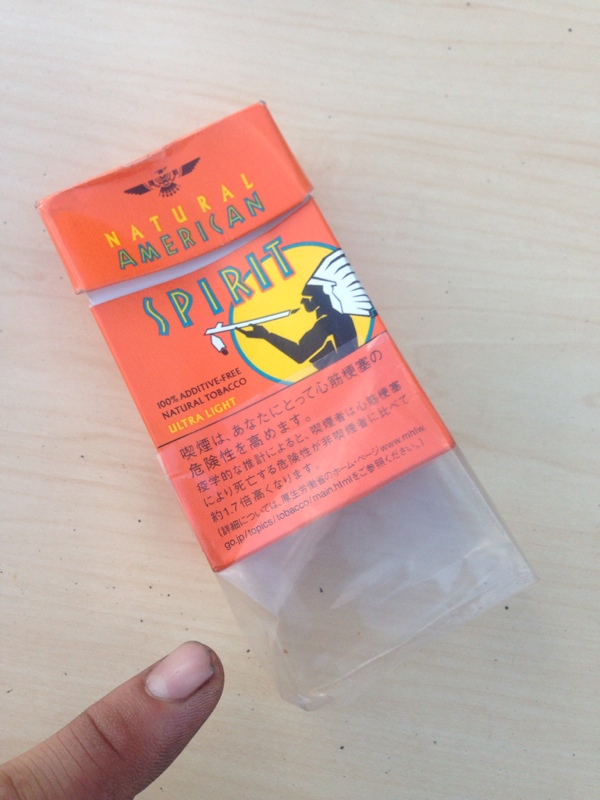 NATURAL
AMERICAN
SPIRIT
100% ADDITIVE-FREE
NATURAL TOBACCO
ULTRA LIGHT
喫煙は、あなたにとって心筋梗塞の
危険性を高めます。
疫学的な推計によると、喫煙者は心筋梗塞
により死亡する危険性が非喫煙者に比べて
約1.7倍高くなります。
(詳細については、厚生労働省のホーム・ページwww.mhlw.
go.jp/topics/tobacco/main.htmlをご参照ください。)